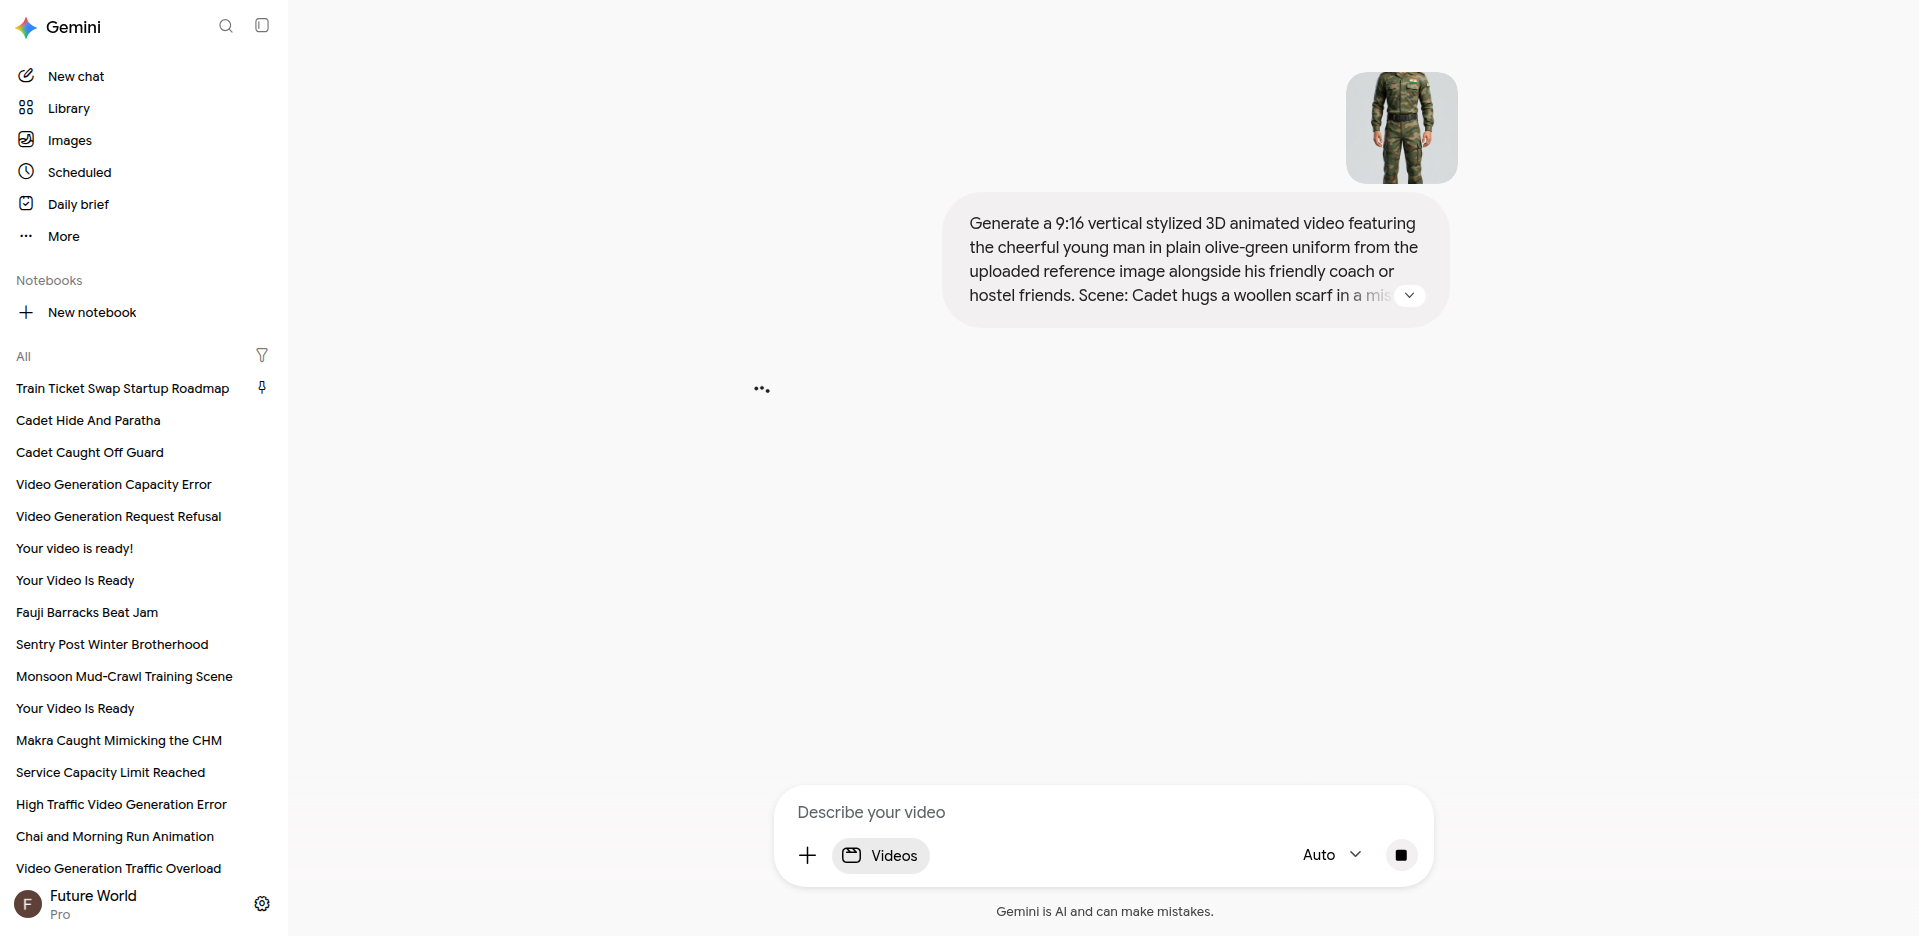 Gemini
New chat
Library
Images
Scheduled
Daily brief
More
Notebooks
New notebook
All
Train Ticket Swap Startup Roadmap
Cadet Hide And Paratha
Cadet Caught Off Guard
Video Generation Capacity Error
Video Generation Request Refusal
Your video is ready!
Your Video Is Ready
Fauji Barracks Beat Jam
Sentry Post Winter Brotherhood
Monsoon Mud-Crawl Training Scene
Your Video Is Ready
Makra Caught Mimicking the CHM
Service Capacity Limit Reached
High Traffic Video Generation Error
Chai and Morning Run Animation
Video Generation Traffic Overload
F
Future World
Pro
Generate a 9:16 vertical stylized 3D animated video featuring
the cheerful young man in plain olive-green uniform from the
uploaded reference image alongside his friendly coach or
hostel friends. Scene: Cadet hugs a woollen scarf in a mis
Describe your video
Videos
Auto
Gemini is AI and can make mistakes.